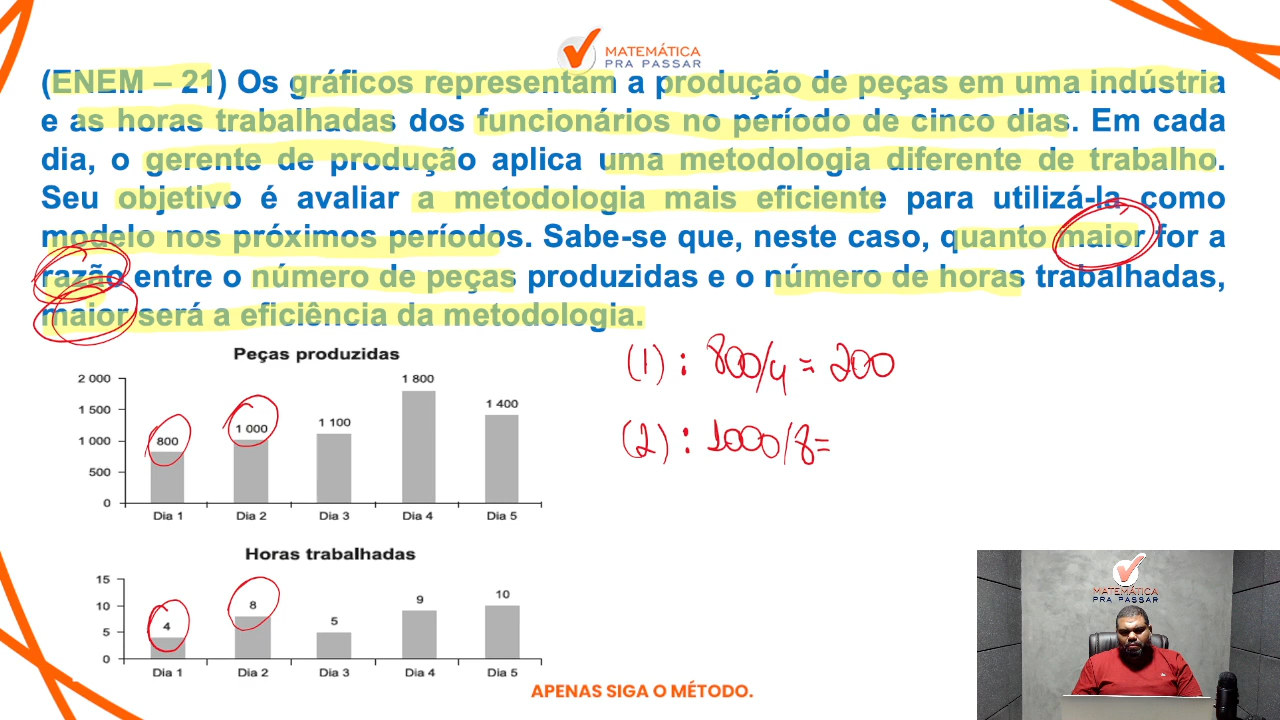 MATEMÁTICA
PRA PASSAR
(ENEM – 21) Os gráficos representam a produção de peças em uma indústria
e as horas trabalhadas dos funcionários no período de cinco dias. Em cada
dia, o gerente de produção aplica uma metodologia diferente de trabalho.
Seu objetivo é avaliar a metodologia mais eficiente para utilizá-la como
modelo nos próximos períodos. Sabe-se que, neste caso, quanto maior for a
razão entre o número de peças produzidas e o número de horas trabalhadas,
maior será a eficiência da metodologia.
Peças produzidas
2 000
1 500
1 000
500
0
800
1 000
1 100
1 800
1 400
Dia 1 Dia 2 Dia 3 Dia 4 Dia 5
(1) : 800/4 = 200
(2) : 1000/8=
Horas trabalhadas
15
10
5
0
4
8
5
9
10
Dia 1 Dia 2 Dia 3 Dia 4 Dia 5
MATEMÁTICA
PRA PASSAR
APENAS SIGA O MÉTODO.